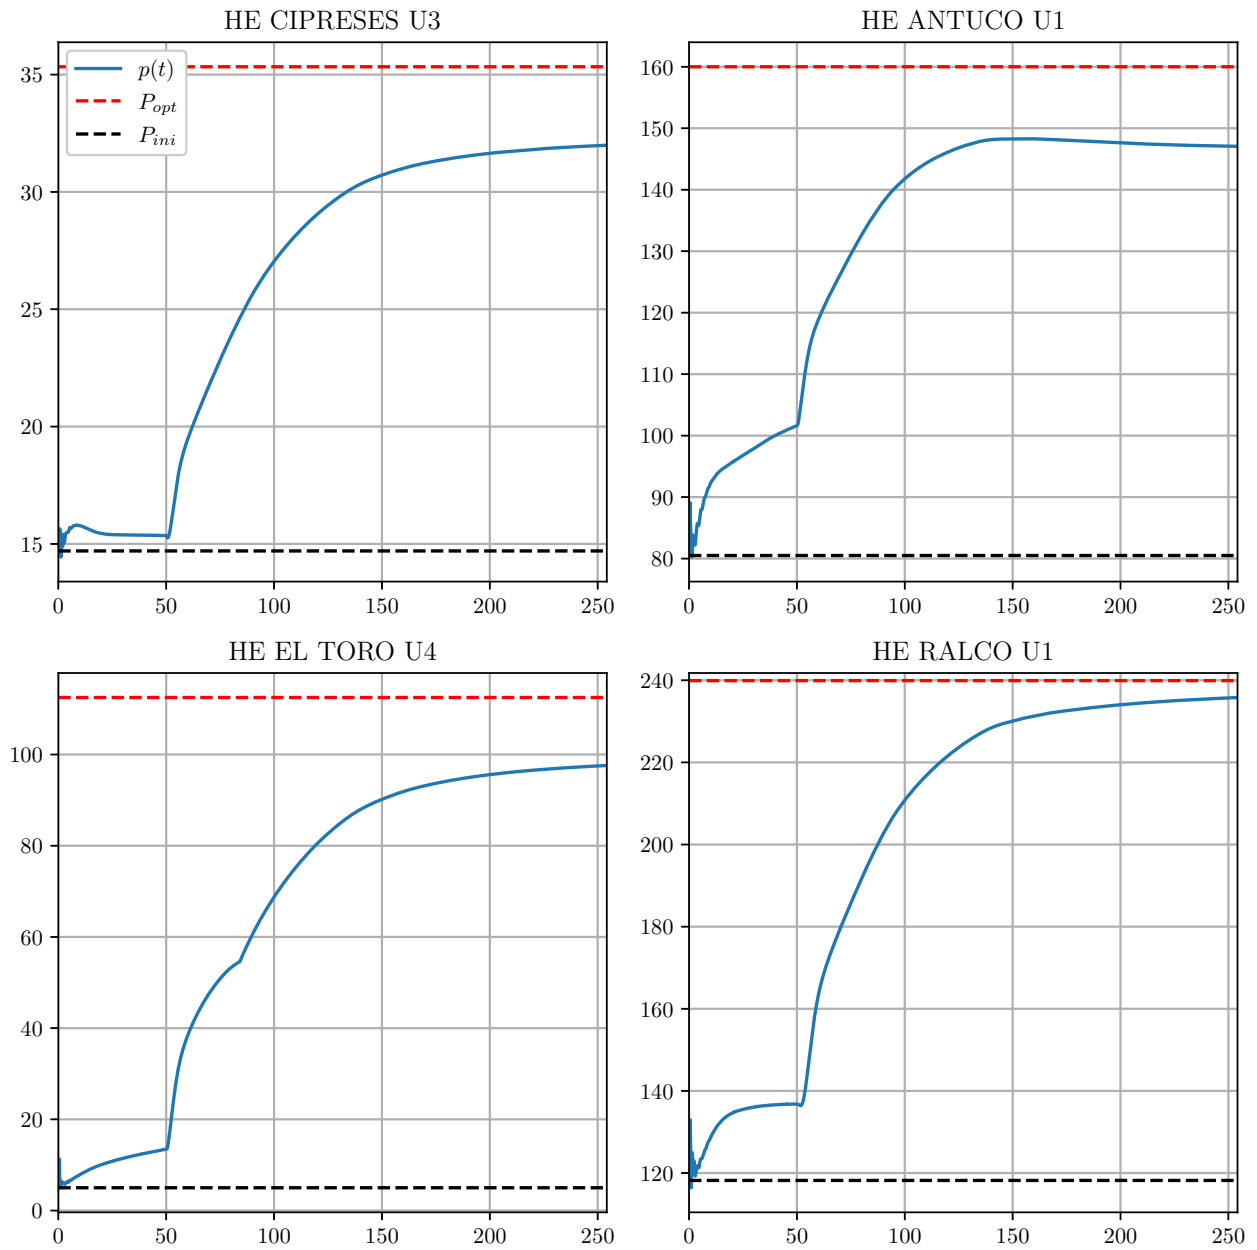 HE CIPRESES U3
35
30
25
20
15
0 50 100 150 200 250
p(t)
P_opt
P_ini
HE ANTUCO U1
160
150
140
130
120
110
100
90
80
0 50 100 150 200 250
HE EL TORO U4
100
80
60
40
20
0
0 50 100 150 200 250
HE RALCO U1
240
220
200
180
160
140
120
0 50 100 150 200 250